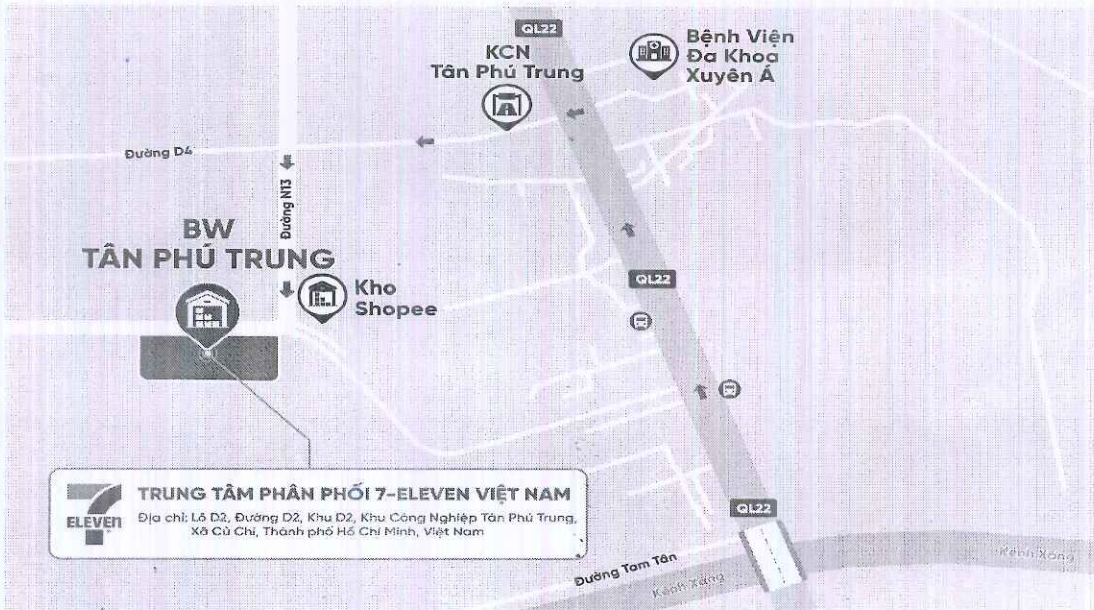 QL22
KCN
Tân Phú Trung
Bệnh Viện
Đa Khoa
Xuyên Á
Đường D4
Đường N13
BW
TÂN PHÚ TRUNG
Kho
Shopee
QL22
7
ELEVEN
TRUNG TÂM PHÂN PHỐI 7-ELEVEN VIỆT NAM
Địa chỉ: Lô D2, Đường D2, Khu D2, Khu Công Nghiệp Tân Phú Trung,
Xã Củ Chi, Thành phố Hồ Chí Minh, Việt Nam
QL22
Đường Tam Tân
Kênh Xáng
Kênh Xáng